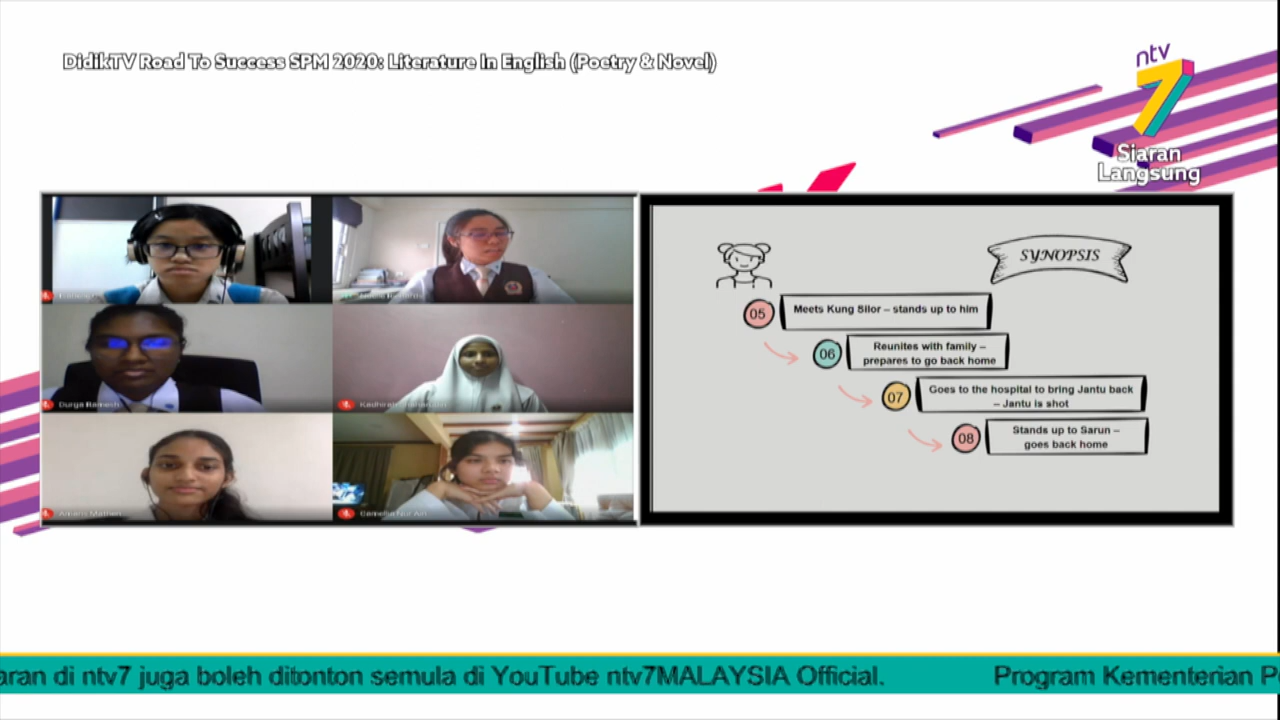 DidikTV Road To Success SPM 2020: Literature In English (Poetry & Novel)
ntv
7
Siaran
Langsung
SYNOPSIS
05
Meets Kung Silor – stands up to him
06
Reunites with family –
prepares to go back home
07
Goes to the hospital to bring Jantu back
– Jantu is shot
08
Stands up to Sarun –
goes back home
Durga Ramesh
aran di ntv7 juga boleh ditonton semula di YouTube ntv7MALAYSIA Official. Program Kementerian P